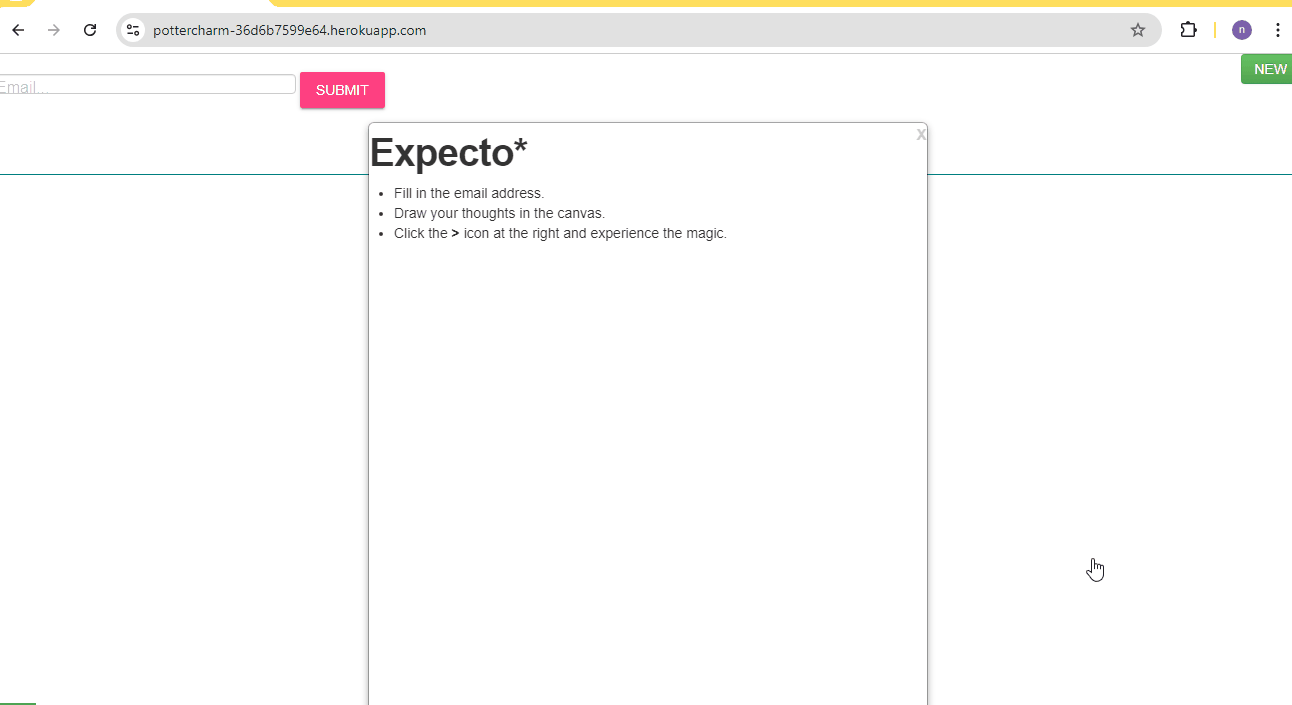 pottercharm-36d6b7599e64.herokuapp.com
n
NEW
Email...
SUBMIT
x
Expecto*
• Fill in the email address.
• Draw your thoughts in the canvas.
• Click the > icon at the right and experience the magic.